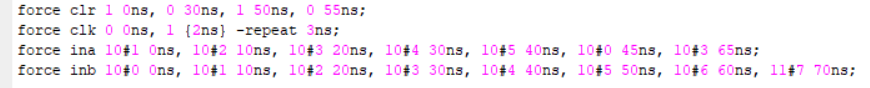 force clr 1 0ns, 0 30ns, 1 50ns, 0 55ns;
force clk 0 0ns, 1 {2ns} -repeat 3ns;
force ina 10#1 0ns, 10#2 10ns, 10#3 20ns, 10#4 30ns, 10#5 40ns, 10#0 45ns, 10#3 65ns;
force inb 10#0 0ns, 10#1 10ns, 10#2 20ns, 10#3 30ns, 10#4 40ns, 10#5 50ns, 10#6 60ns, 11#7 70ns;